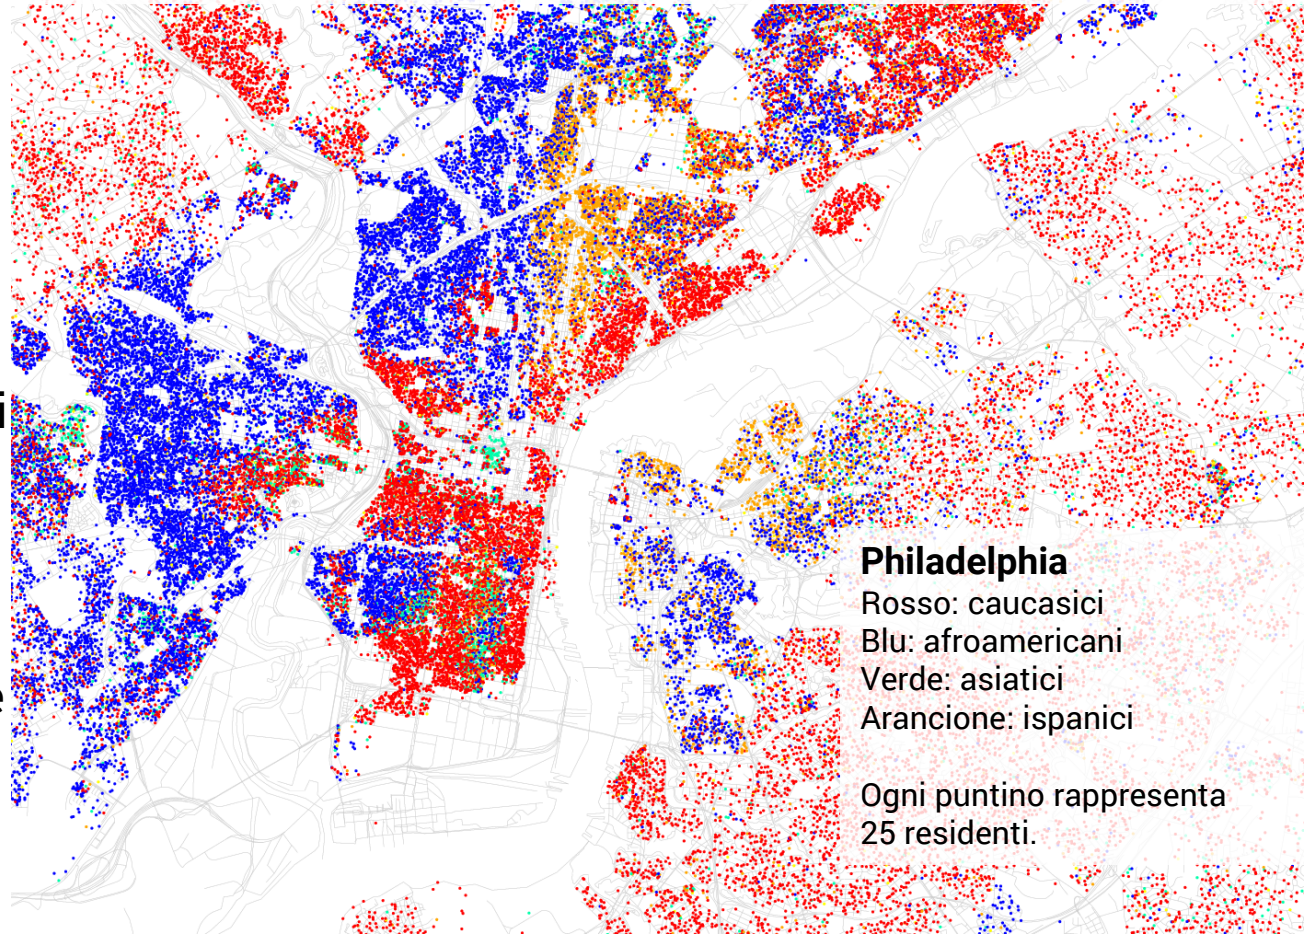 i
e
Philadelphia
Rosso: caucasici
Blu: afroamericani
Verde: asiatici
Arancione: ispanici
Ogni puntino rappresenta
25 residenti.